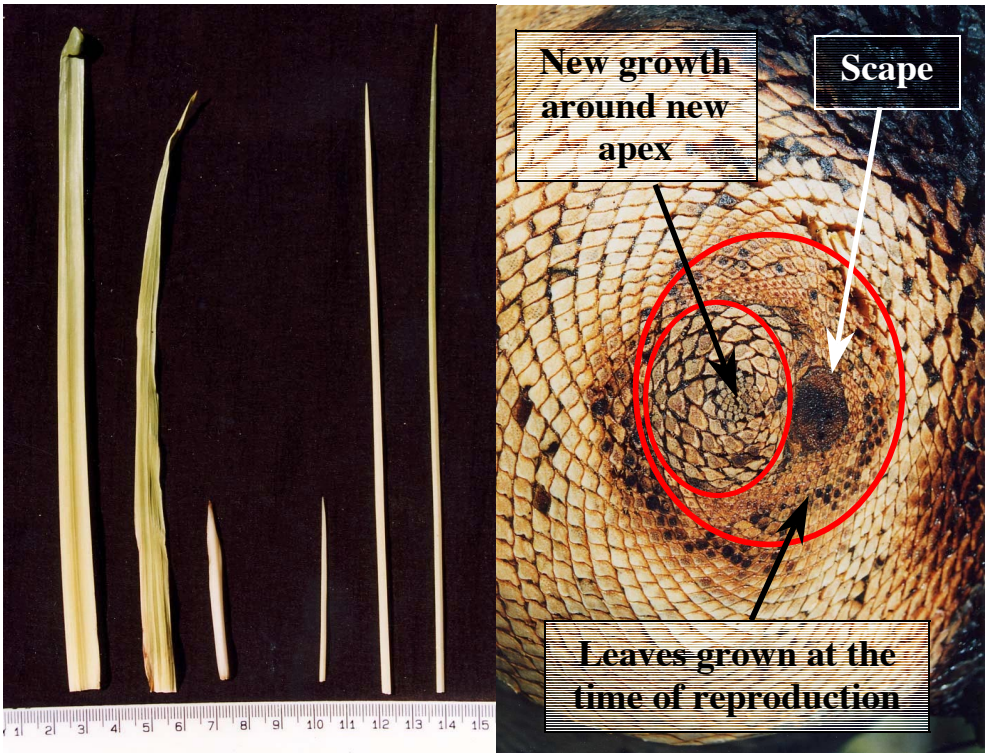 New growth
around new
apex
Scape
Leaves grown at the
time of reproduction
1 2 3 4 5 6 7 8 9 10 11 12 13 14 15